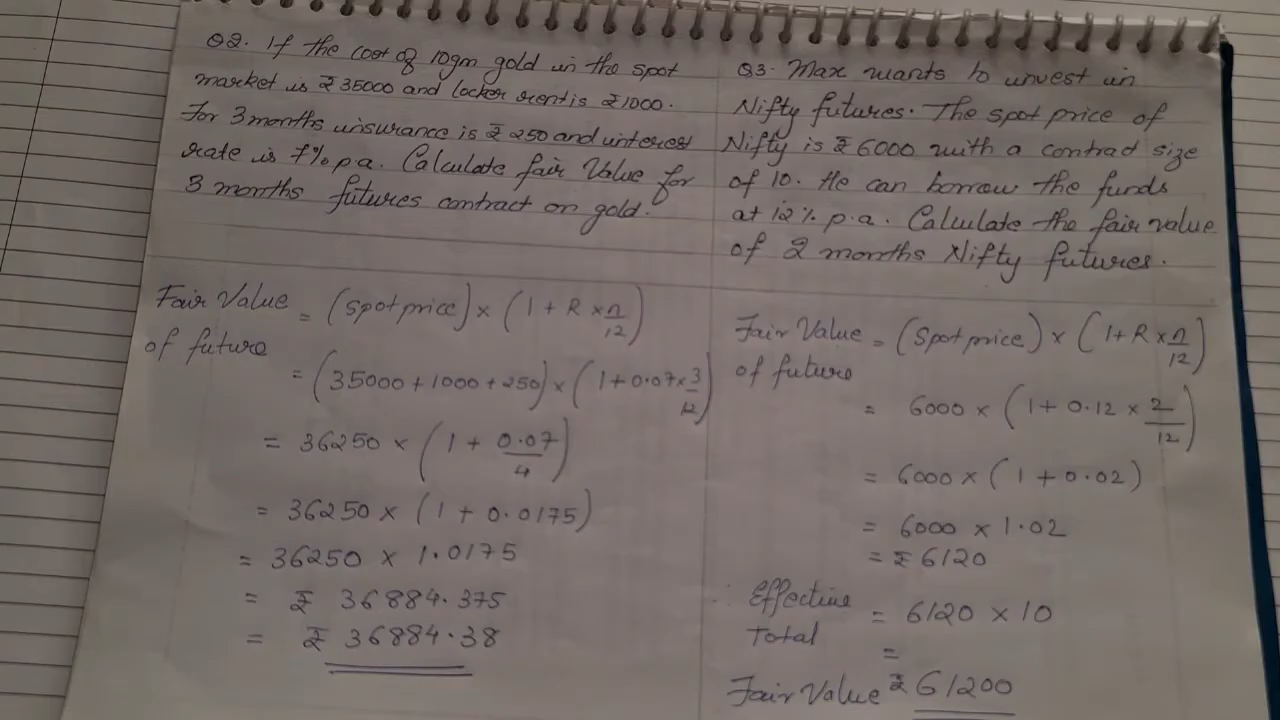 Q2. If the cost of 10gm gold in the spot
market is ₹35000 and locker rent is ₹1000.
For 3 months insurance is ₹250 and interest
rate is 7% p a. Calculate fair Value for
3 months futures contract on gold.
Fair Value = (Spot price) × (1 + R × n/12)
of future
= (35000 + 1000 + 250) × (1 + 0.07 × 3/12)
= 36250 × (1 + 0.07/4)
= 36250 × (1 + 0.0175)
= 36250 × 1.0175
= ₹ 36884.375
= ₹ 36884.38
Q3. Max wants to invest in
Nifty futures. The spot price of
Nifty is ₹6000 with a contract size
of 10. He can borrow the funds
at 12% p.a. Calculate the fair value
of 2 months Nifty futures.
Fair Value = (Spot price) × (1 + R × n/12)
of future
= 6000 × (1 + 0.12 × 2/12)
= 6000 × (1 + 0.02)
= 6000 × 1.02
= ₹6120
Effective
Total = 6120 × 10
=
Fair Value ₹61200